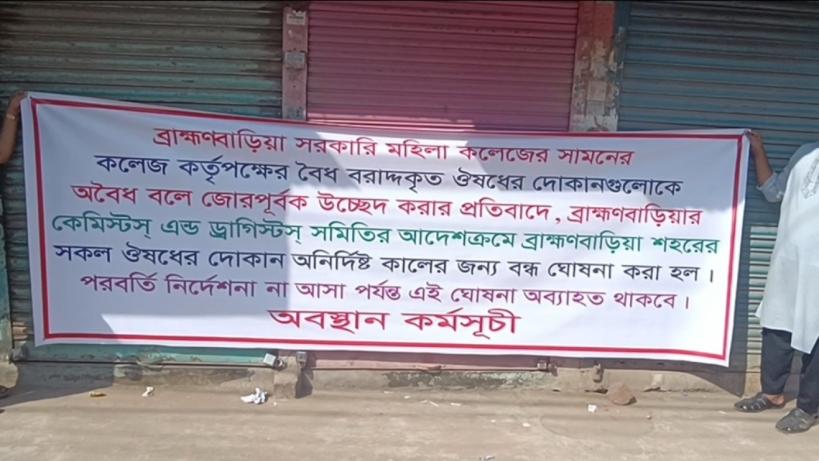 ব্রাহ্মণবাড়িয়া সরকারি মহিলা কলেজের সামনের
কলেজ কর্তৃপক্ষের বৈধ বরাদ্দকৃত ঔষধের দোকানগুলোকে
অবৈধ বলে জোরপূর্বক উচ্ছেদ করার প্রতিবাদে, ব্রাহ্মণবাড়িয়ার
কেমিস্টস্ এন্ড ড্রাগিস্টস্ সমিতির আদেশক্রমে ব্রাহ্মণবাড়িয়া শহরের
সকল ঔষধের দোকান অনির্দিষ্ট কালের জন্য বন্ধ ঘোষনা করা হল।
পরবর্তি নির্দেশনা না আসা পর্যন্ত এই ঘোষনা অব্যাহত থাকবে।
অবস্থান কর্মসূচী